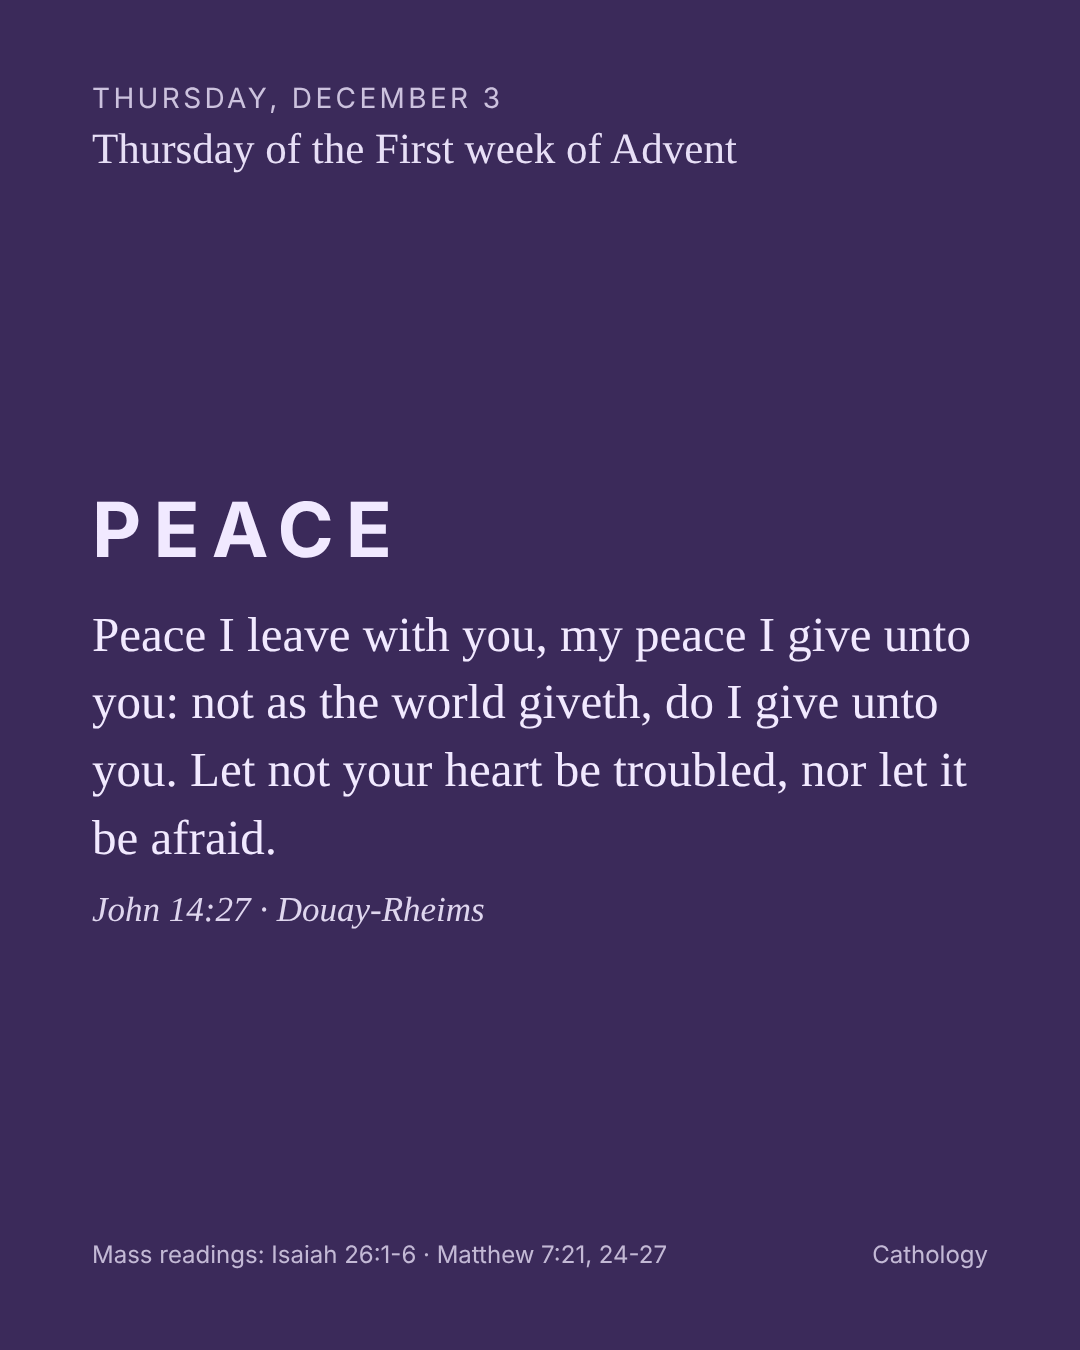 THURSDAY, DECEMBER 3
Thursday of the First week of Advent
PEACE
Peace I leave with you, my peace I give unto
you: not as the world giveth, do I give unto
you. Let not your heart be troubled, nor let it
be afraid.
John 14:27 · Douay-Rheims
Mass readings: Isaiah 26:1-6 · Matthew 7:21, 24-27
Cathology